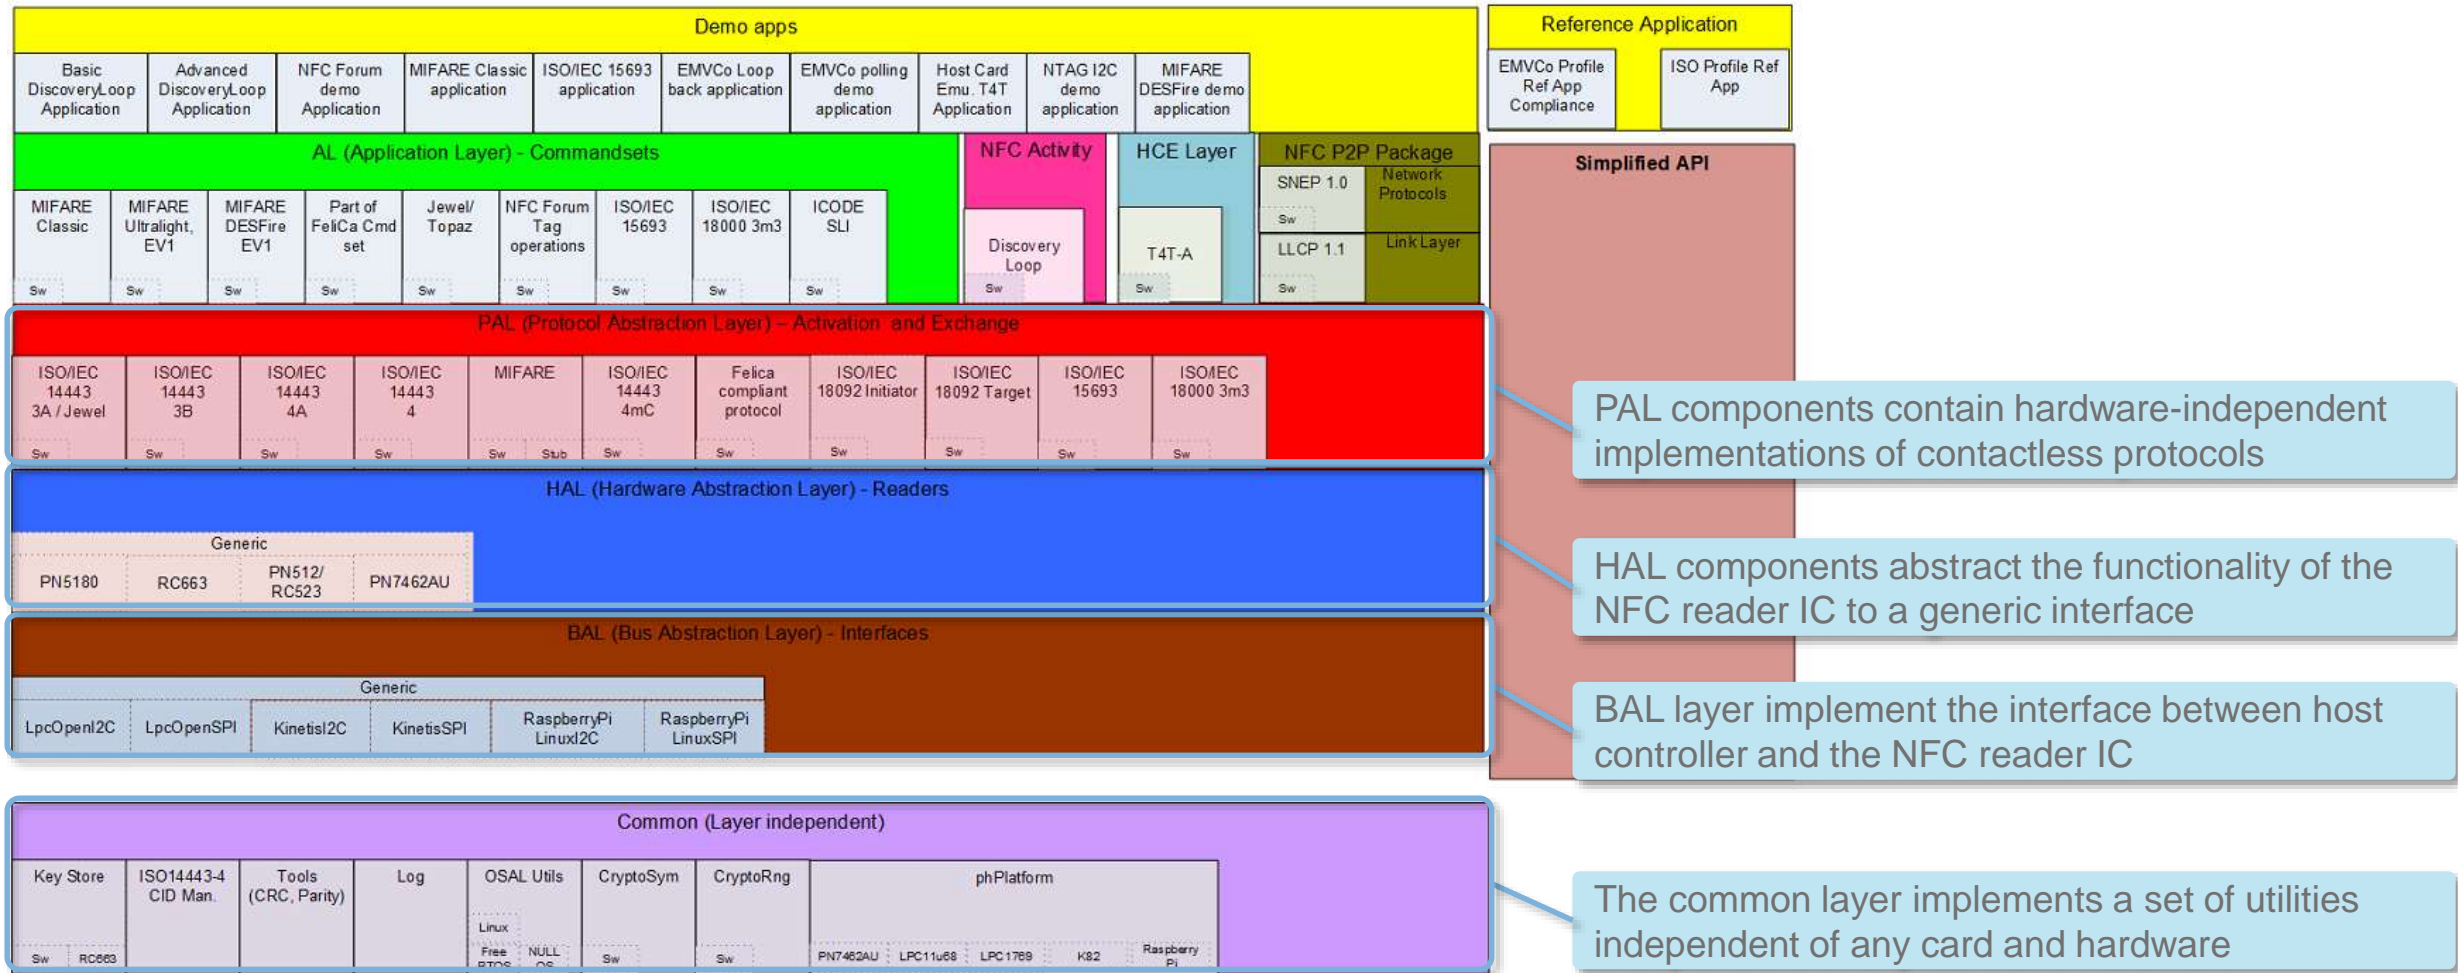 Demo apps
Reference Application
Basic
DiscoveryLoop
Application
Advanced
DiscoveryLoop
Application
NFC Forum
demo
Application
MIFARE Classic
application
ISO/IEC 15693
application
EMVCo Loop
back application
EMVCo polling
demo
application
Host Card
Emu. T4T
Application
NTAG I2C
demo
application
MIFARE
DESFire demo
application
EMVCo Profile
Ref App
Compliance
ISO Profile Ref
App
AL (Application Layer) - Commandsets
MIFARE
Classic
Sw
MIFARE
Ultralight,
EV1
Sw
MIFARE
DESFire
EV1
Sw
Part of
FeliCa Cmd
set
Sw
Jewel/
Topaz
Sw
NFC Forum
Tag
operations
Sw
ISO/IEC
15693
Sw
ISO/IEC
18000 3m3
Sw
ICODE
SLI
Sw
NFC Activity
Discovery
Loop
Sw
HCE Layer
T4T-A
Sw
NFC P2P Package
SNEP 1.0
Sw
Network
Protocols
LLCP 1.1
Sw
Link Layer
Simplified API
PAL (Protocol Abstraction Layer) – Activation and Exchange
ISO/IEC
14443
3A / Jewel
Sw
ISO/IEC
14443
3B
Sw
ISO/IEC
14443
4A
Sw
ISO/IEC
14443
4
Sw
MIFARE
Sw
Stub
ISO/IEC
14443
4mC
Sw
Felica
compliant
protocol
Sw
ISO/IEC
18092 Initiator
Sw
ISO/IEC
18092 Target
Sw
ISO/IEC
15693
Sw
ISO/IEC
18000 3m3
Sw
PAL components contain hardware-independent
implementations of contactless protocols
HAL (Hardware Abstraction Layer) - Readers
Generic
PN5180
RC663
PN512/
RC523
PN7462AU
HAL components abstract the functionality of the
NFC reader IC to a generic interface
BAL (Bus Abstraction Layer) - Interfaces
Generic
LpcOpenI2C
LpcOpenSPI
KinetisI2C
KinetisSPI
RaspberryPi
LinuxI2C
RaspberryPi
LinuxSPI
BAL layer implement the interface between host
controller and the NFC reader IC
Common (Layer independent)
Key Store
Sw
RC663
ISO14443-4
CID Man.
Tools
(CRC, Parity)
Log
OSAL Utils
Linux
Free
RTOS
NULL
OS
CryptoSym
Sw
CryptoRng
Sw
phPlatform
PN7462AU
LPC11u68
LPC1769
K82
Raspberry
Pi
The common layer implements a set of utilities
independent of any card and hardware